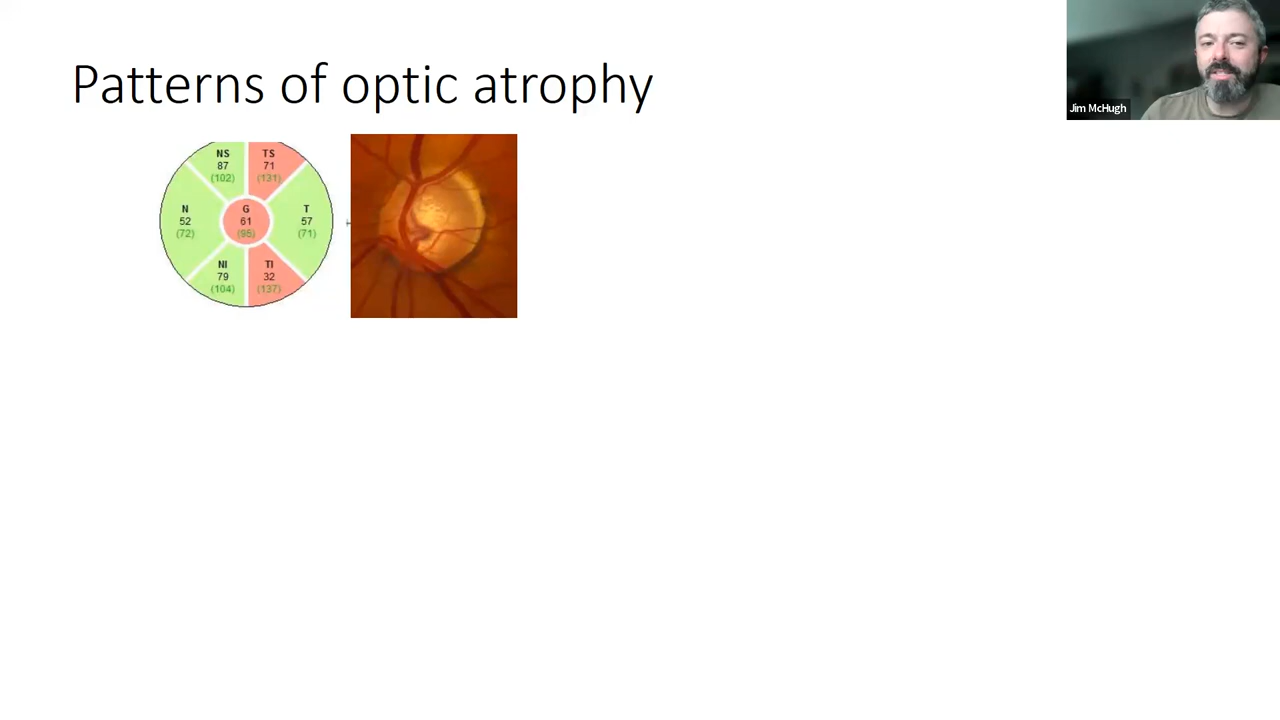 Patterns of optic atrophy
Jim McHugh
NS
87
(102)
TS
71
(131)
N
52
(72)
G
61
(95)
T
57
(71)
NI
79
(104)
TI
32
(137)